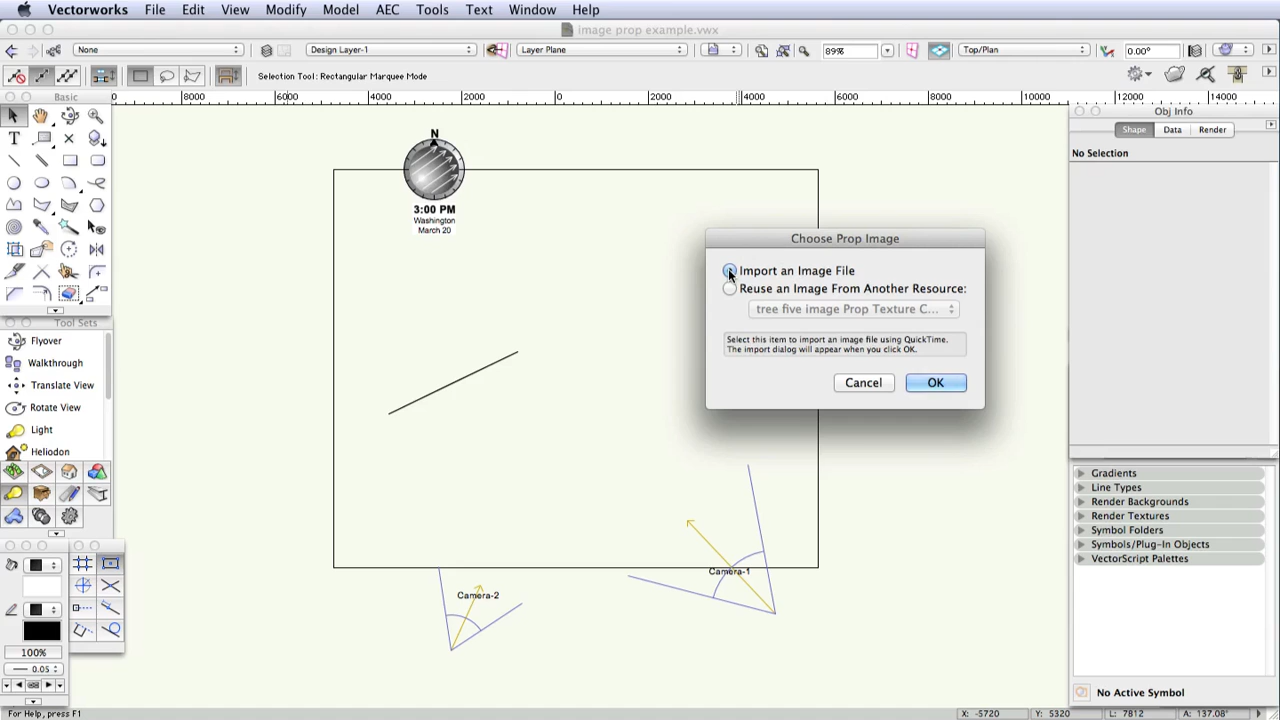 Vectorworks File Edit View Modify Model AEC Tools Text Window Help
image prop example.vwx
None Design Layer-1 Layer Plane 89% Top/Plan 0.00°
Selection Tool: Rectangular Marquee Mode
Basic
0 8000 4000 2000 0 2000 4000 6000 8000 10000 12000 14000
Obj Info
Shape Data Render
No Selection
N
3:00 PM
Washington
March 20
Choose Prop Image
Import an Image File
Reuse an Image From Another Resource:
tree five image Prop Texture C...
Select this item to import an image file using QuickTime.
The import dialog will appear when you click OK.
Cancel OK
Tool Sets
Flyover
Walkthrough
Translate View
Rotate View
Light
Heliodon
Camera-1
Camera-2
Gradients
Line Types
Render Backgrounds
Render Textures
Symbol Folders
Symbols/Plug-In Objects
VectorScript Palettes
100%
0.05
No Active Symbol
For Help, press F1
X: -5720 Y: 5320 L: 7812 A: 137.08°